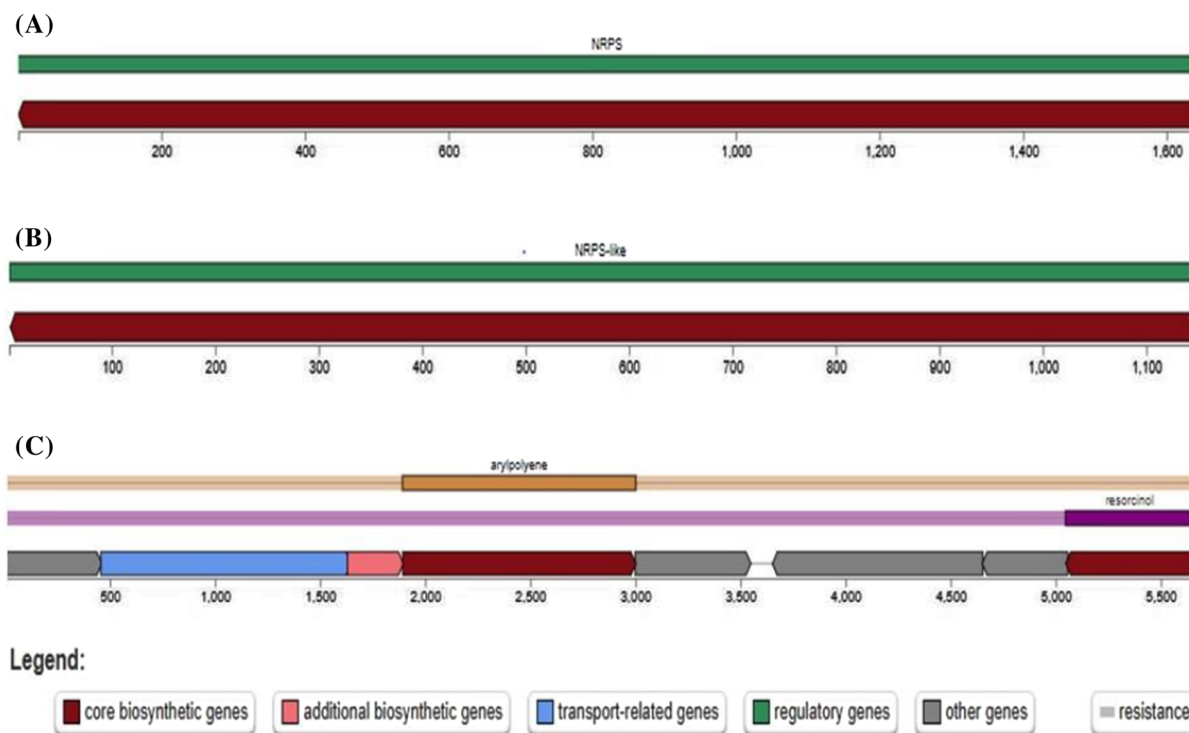 (A)
NRPS
200 400 600 800 1,000 1,200 1,400 1,600
(B)
NRPS-like
100 200 300 400 500 600 700 800 900 1,000 1,100
(C)
arylpolyene
resorcinol
500 1,000 1,500 2,000 2,500 3,000 3,500 4,000 4,500 5,000 5,500
Legend:
core biosynthetic genes additional biosynthetic genes transport-related genes regulatory genes other genes resistance